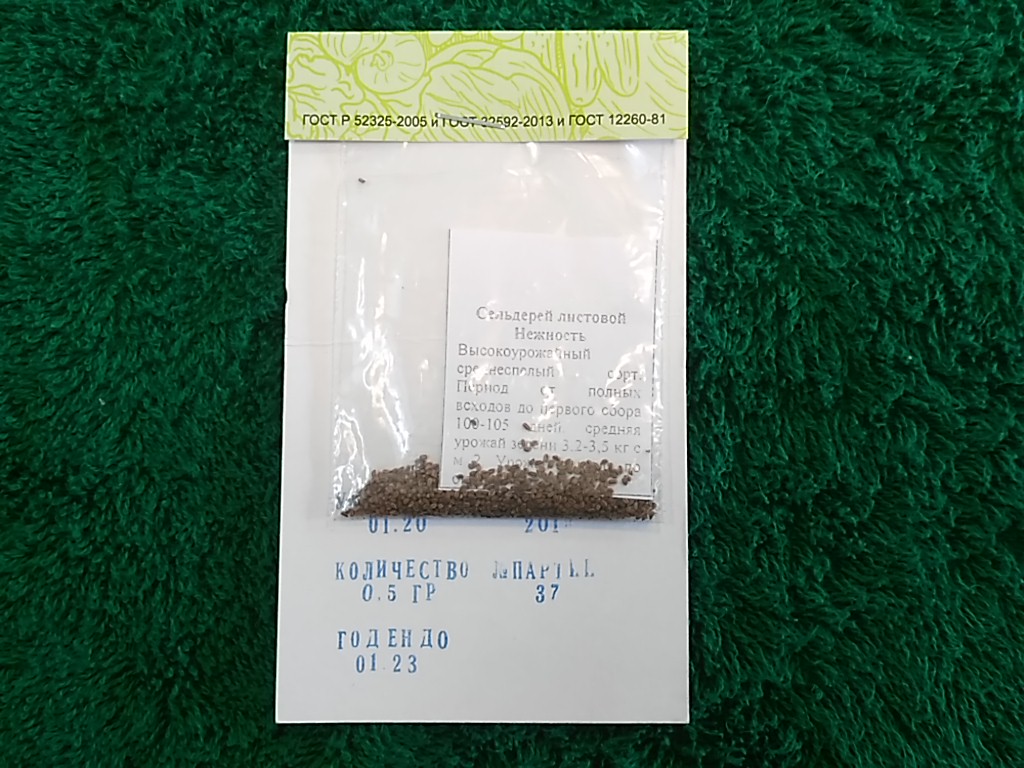 ГОСТ Р 52325-2005 и ГОСТ 32592-2013 и ГОСТ 12260-81
Сельдерей листовой
Нежность
Высокоурожайный
среднеспелый сорт.
Период от полных
всходов до первого сбора
100-105 дней, средняя
урожай зелени 3.2-3,5 кг с
м 2. по
01.20
КОЛИЧЕСТВО №ПАРТИИ
0.5 ГР 37
ГОДЕН ДО
01.23